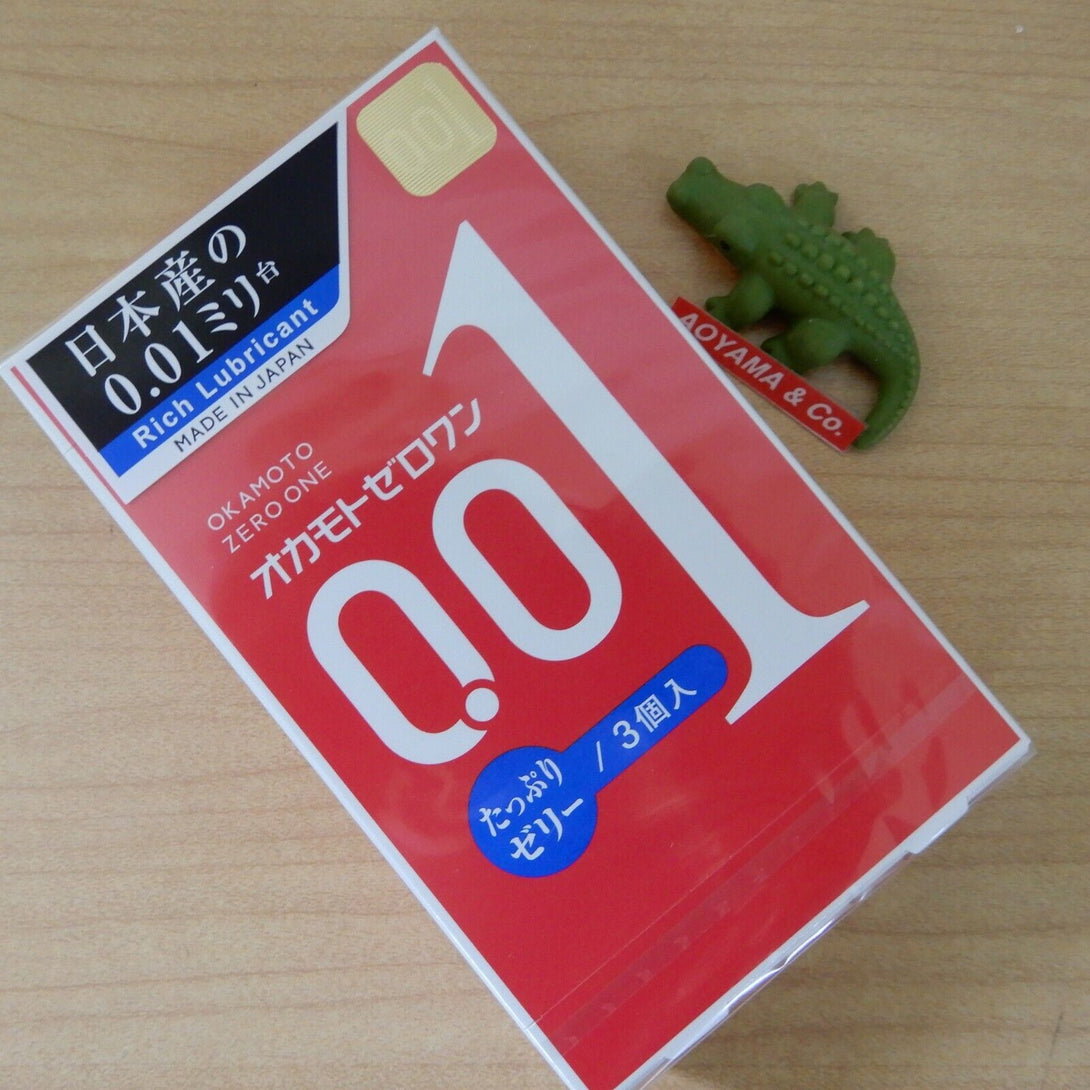 001
日本産の
0.01ミリ台
Rich Lubricant
MADE IN JAPAN
OKAMOTO
ZERO ONE
オカモトゼロワン
0.01
たっぷり
ゼリー
/ 3個入
AOYAMA & Co.